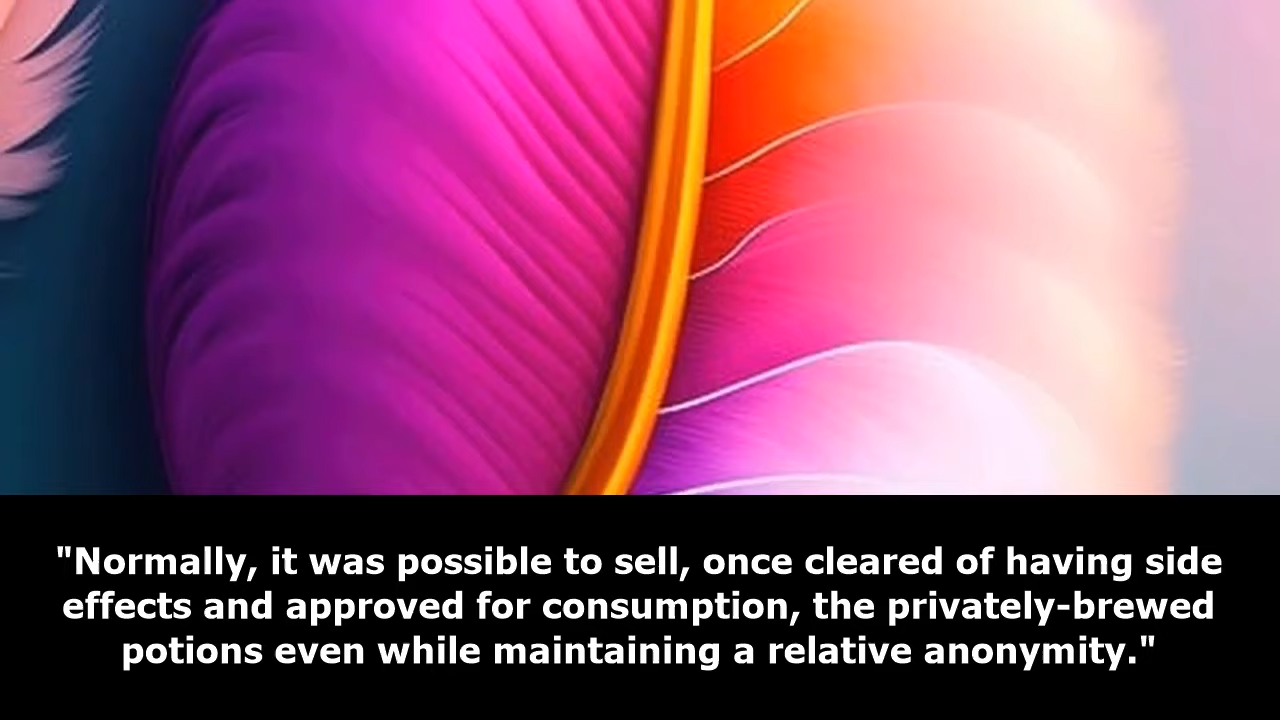 "Normally, it was possible to sell, once cleared of having side
effects and approved for consumption, the privately-brewed
potions even while maintaining a relative anonymity."